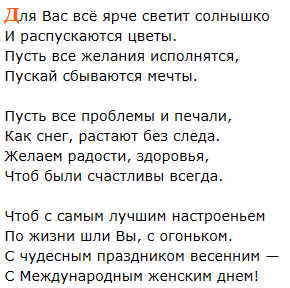 Для Вас всё ярче светит солнышко
И распускаются цветы.
Пусть все желания исполнятся,
Пускай сбываются мечты.

Пусть все проблемы и печали,
Как снег, растают без следа.
Желаем радости, здоровья,
Чтоб были счастливы всегда.

Чтоб с самым лучшим настроеньем
По жизни шли Вы, с огоньком.
С чудесным праздником весенним —
С Международным женским днем!